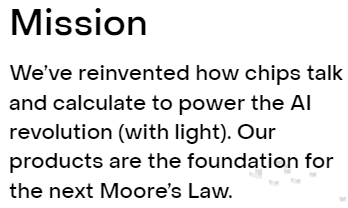 Mission
We’ve reinvented how chips talk
and calculate to power the AI
revolution (with light). Our
products are the foundation for
the next Moore’s Law.